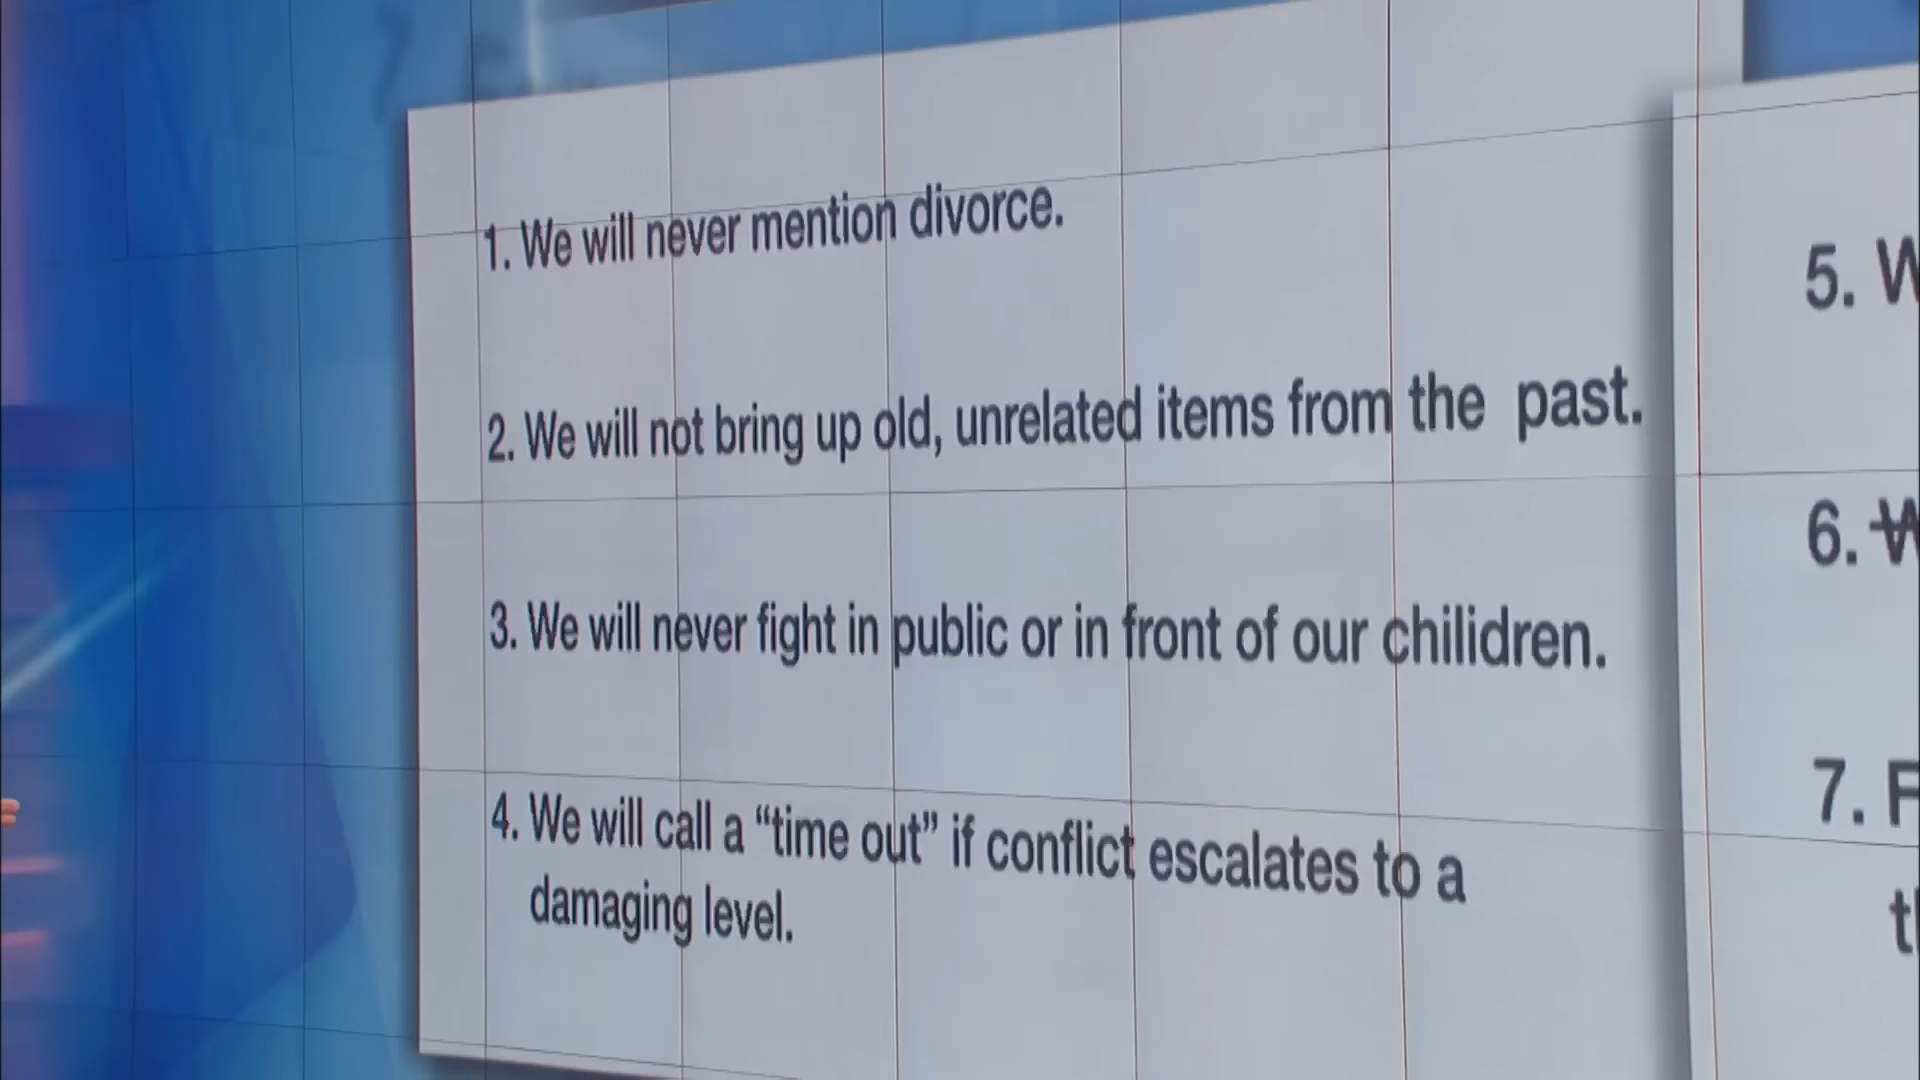 1. We will never mention divorce.
2. We will not bring up old, unrelated items from the past.
3. We will never fight in public or in front of our chilidren.
4. We will call a “time out” if conflict escalates to a
damaging level.
5.
6.
7.